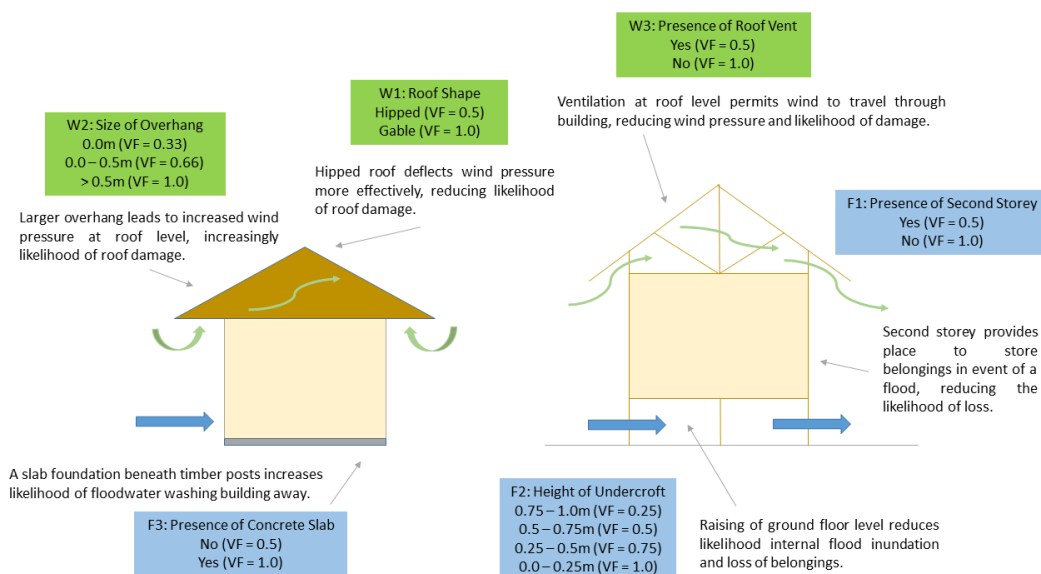 W3: Presence of Roof Vent
Yes (VF = 0.5)
No (VF = 1.0)
Ventilation at roof level permits wind to travel through
building, reducing wind pressure and likelihood of damage.
W1: Roof Shape
Hipped (VF = 0.5)
Gable (VF = 1.0)
Hipped roof deflects wind pressure
more effectively, reducing likelihood
of roof damage.
W2: Size of Overhang
0.0m (VF = 0.33)
0.0 – 0.5m (VF = 0.66)
> 0.5m (VF = 1.0)
Larger overhang leads to increased wind
pressure at roof level, increasingly
likelihood of roof damage.
F1: Presence of Second Storey
Yes (VF = 0.5)
No (VF = 1.0)
Second storey provides
place to store
belongings in event of a
flood, reducing the
likelihood of loss.
A slab foundation beneath timber posts increases
likelihood of floodwater washing building away.
F3: Presence of Concrete Slab
No (VF = 0.5)
Yes (VF = 1.0)
F2: Height of Undercroft
0.75 – 1.0m (VF = 0.25)
0.5 – 0.75m (VF = 0.5)
0.25 – 0.5m (VF = 0.75)
0.0 – 0.25m (VF = 1.0)
Raising of ground floor level reduces
likelihood internal flood inundation
and loss of belongings.